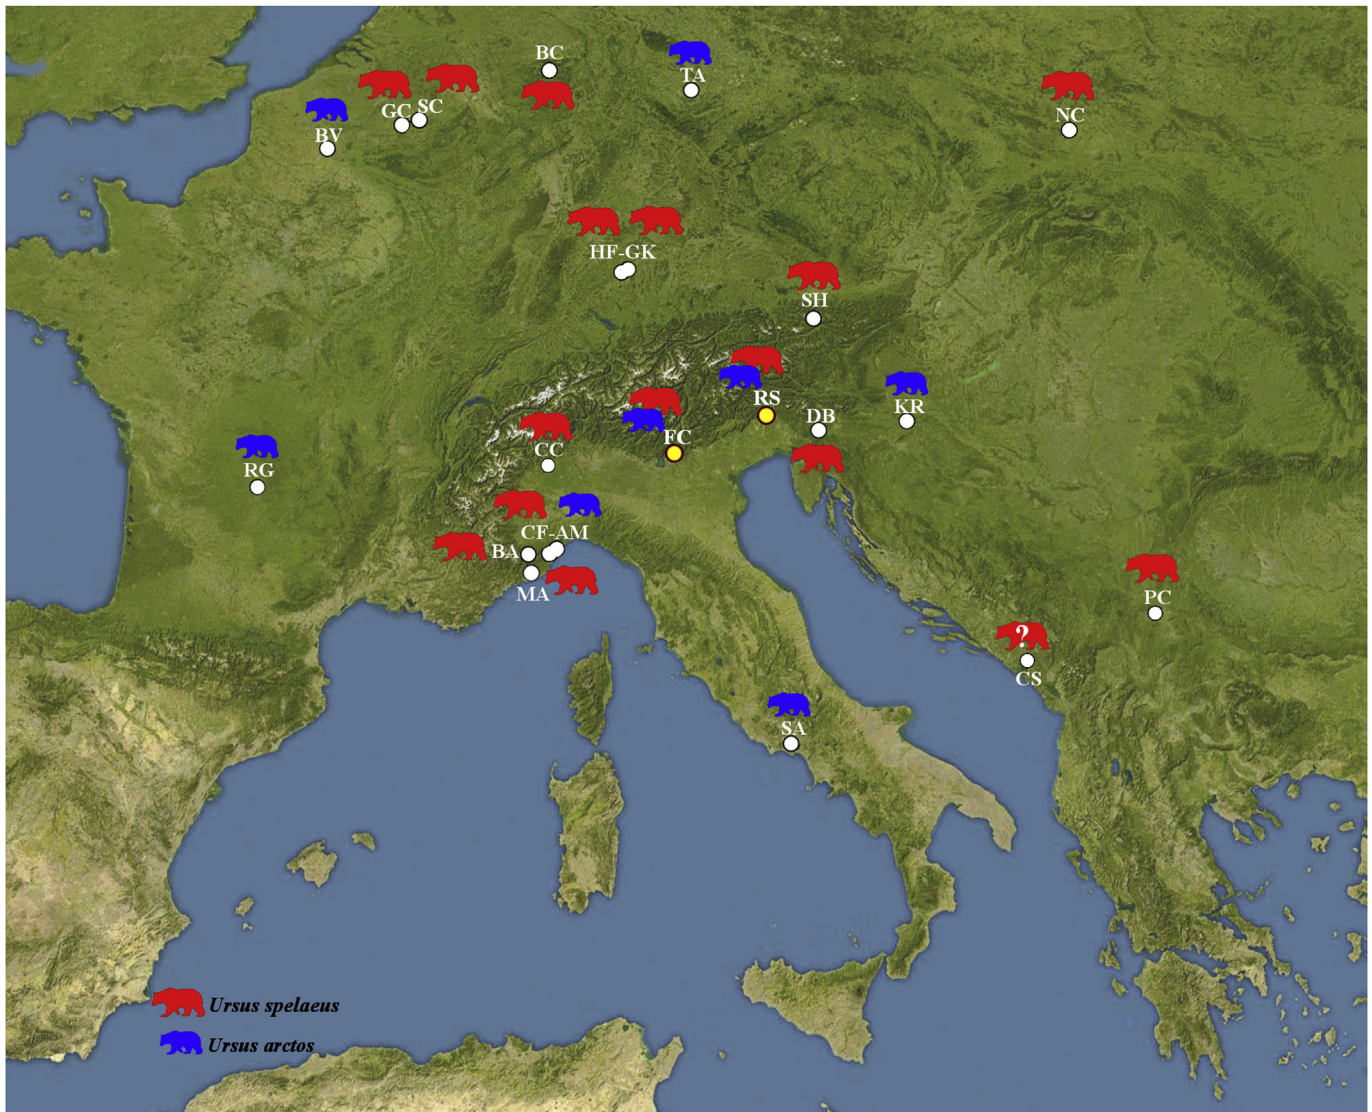 BC
TA
GC
SC
NC
BV
HF-GK
SH
RS
KR
DB
FC
CC
RG
CF-AM
BA
MA
PC
?
CS
SA
Ursus spelaeus
Ursus arctos